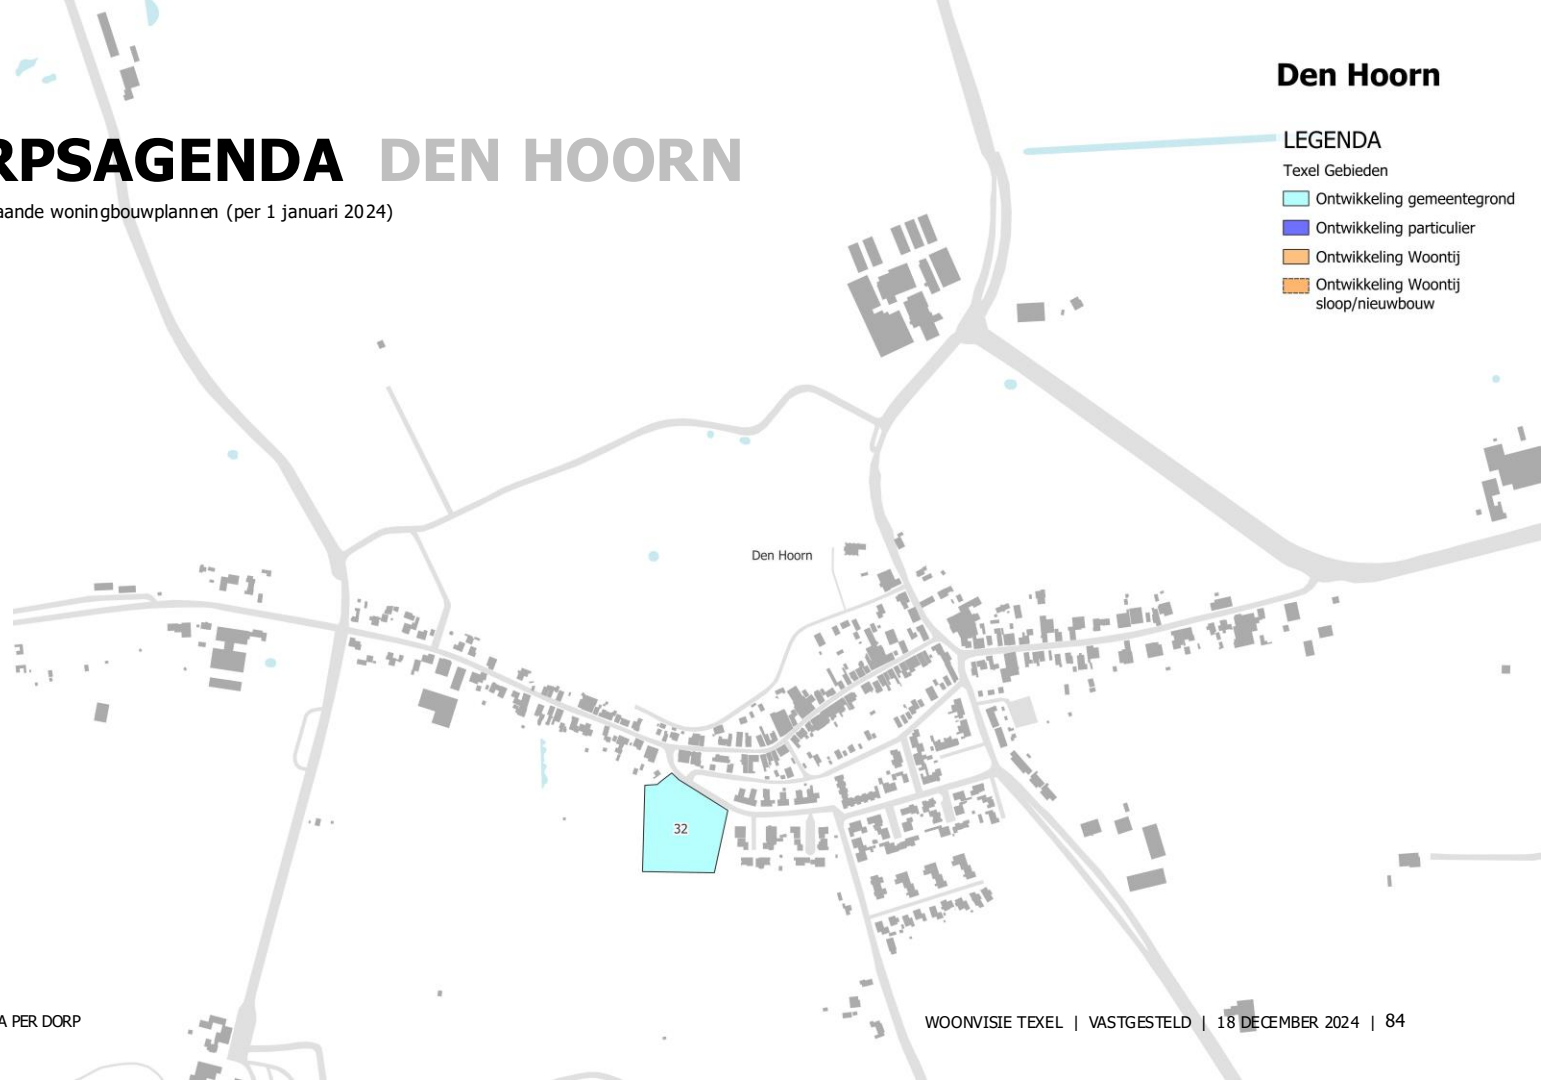 Den Hoorn
RPSAGENDA DEN HOORN
aande woningbouwplannen (per 1 januari 2024)
LEGENDA
Texel Gebieden
Ontwikkeling gemeentegrond
Ontwikkeling particulier
Ontwikkeling Woontij
Ontwikkeling Woontij
sloop/nieuwbouw
Den Hoorn
32
A PER DORP
WOONVISIE TEXEL | VASTGESTELD | 18 DECEMBER 2024 | 84